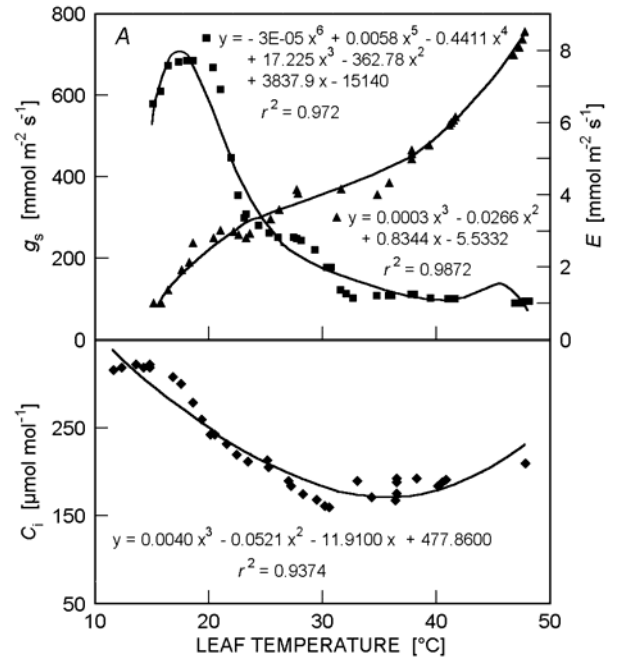 A
y = - 3E-05 x⁶ + 0.0058 x⁵ - 0.4411 x⁴
+ 17.225 x³ - 362.78 x²
+ 3837.9 x - 15140
r² = 0.972
800
600
400
200
0
gₛ [mmol m⁻² s⁻¹]
8
6
4
2
0
E [mmol m⁻² s⁻¹]
y = 0.0003 x³ - 0.0266 x²
+ 0.8344 x - 5.5332
r² = 0.9872
250
150
50
Cᵢ [µmol mol⁻¹]
y = 0.0040 x³ - 0.0521 x² - 11.9100 x + 477.8600
r² = 0.9374
10 20 30 40 50
LEAF TEMPERATURE [°C]